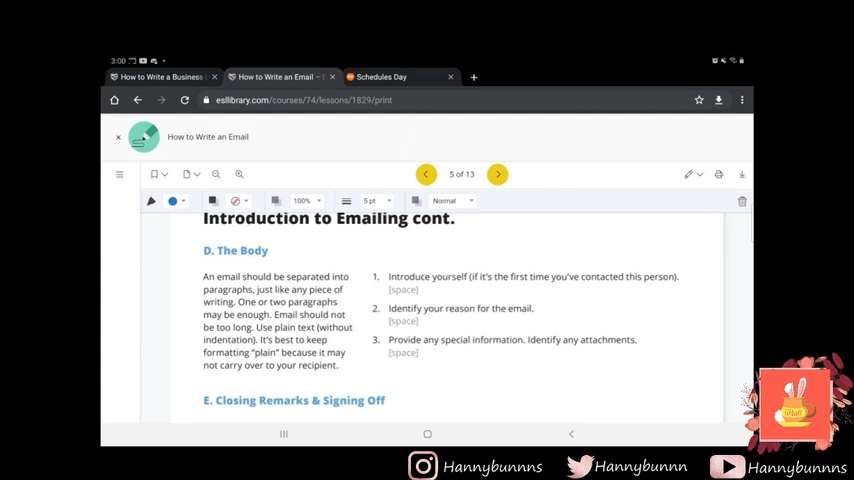 3:00
How to Write a Business
How to Write an Email –
Schedules Day
esllibrary.com/courses/74/lessons/1829/print
How to Write an Email
5 of 13
100%
5 pt
Normal
Introduction to Emailing cont.
D. The Body
An email should be separated into
paragraphs, just like any piece of
writing. One or two paragraphs
may be enough. Email should not
be too long. Use plain text (without
indentation). It's best to keep
formatting “plain” because it may
not carry over to your recipient.
1. Introduce yourself (if it's the first time you've contacted this person).
[space]
2. Identify your reason for the email.
[space]
3. Provide any special information. Identify any attachments.
[space]
E. Closing Remarks & Signing Off
Hannybunnns
Hannybunnn
Hannybunnns